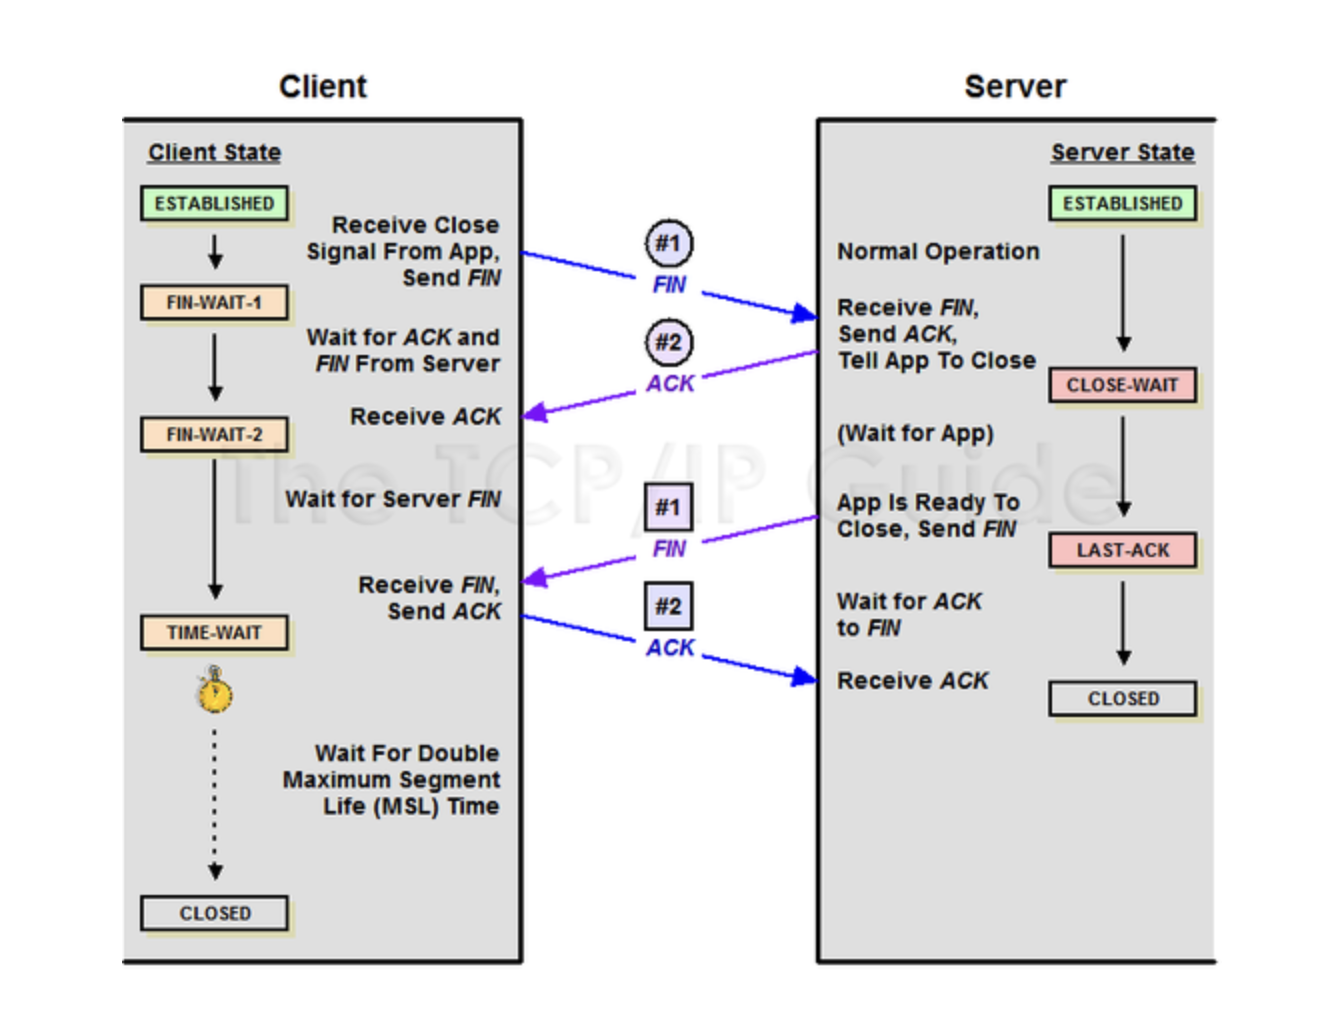 Client
Server
Client State
ESTABLISHED
Receive Close
Signal From App,
Send FIN
FIN-WAIT-1
Wait for ACK and
FIN From Server
Receive ACK
FIN-WAIT-2
Wait for Server FIN
Receive FIN,
Send ACK
TIME-WAIT
Wait For Double
Maximum Segment
Life (MSL) Time
CLOSED
#1
FIN
#2
ACK
#1
FIN
#2
ACK
Server State
ESTABLISHED
Normal Operation
Receive FIN,
Send ACK,
Tell App To Close
CLOSE-WAIT
(Wait for App)
App Is Ready To
Close, Send FIN
LAST-ACK
Wait for ACK
to FIN
Receive ACK
CLOSED
The TCP/IP Guide